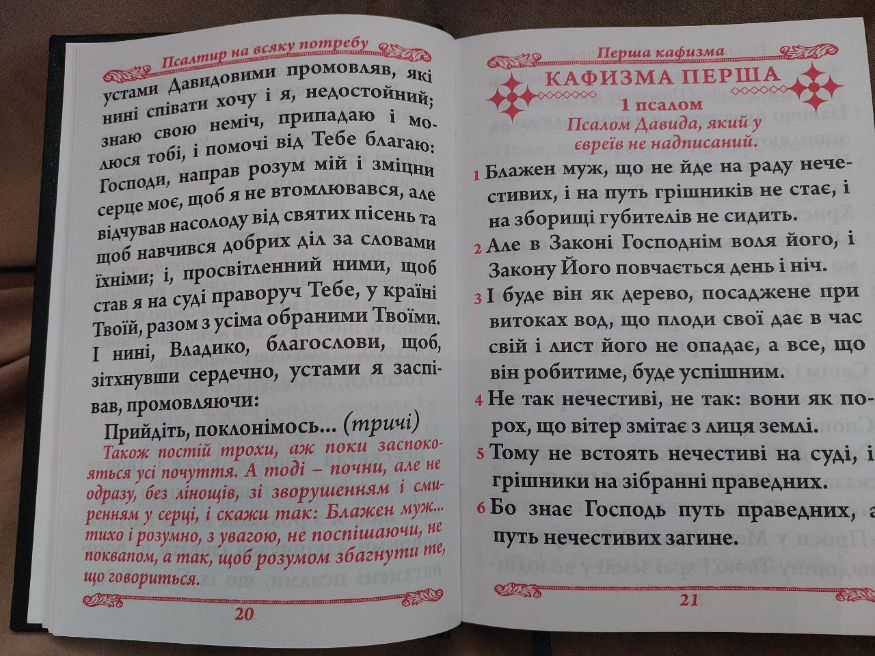 Псалтир на всяку потребу
устами Давидовими промовляв, які
нині співати хочу і я, недостойний;
знаю свою неміч, припадаю і мо-
люся тобі, і помочі від Тебе благаю:
Господи, направ розум мій і зміцни
серце моє, щоб я не втомлювався, але
відчував насолоду від святих пісень та
щоб навчився добрих діл за словами
їхніми; і, просвітлений ними, щоб
став я на суді праворуч Тебе, у країні
Твоїй, разом з усіма обраними Твоїми.
І нині, Владико, благослови, щоб,
зітхнувши сердечно, устами я заспі-
вав, промовляючи:
Прийдіть, поклонімось... (тричі)
Також постій трохи, аж поки заспоко-
яться усі почуття. А тоді – почни, але не
одразу, без лінощів, зі зворушенням і сми-
ренням у серці, і скажи так: Блажен муж...
тихо і розумно, з увагою, не поспішаючи, не
поквапом, а так, щоб розумом збагнути те,
що говориться.
20
Перша кафизма
КАФИЗМА ПЕРША
1 псалом
Псалом Давида, який у
євреїв не надписаний.
1 Блажен муж, що не йде на раду нече-
стивих, і на путь грішників не стає, і
на зборищі губителів не сидить.
2 Але в Законі Господнім воля його, і
Закону Його повчається день і ніч.
3 І буде він як дерево, посаджене при
витоках вод, що плоди свої дає в час
свій і лист його не опадає, а все, що
він робитиме, буде успішним.
4 Не так нечестиві, не так: вони як по-
рох, що вітер змітає з лиця землі.
5 Тому не встоять нечестиві на суді, і
грішники на зібранні праведних.
6 Бо знає Господь путь праведних, а
путь нечестивих загине.
21